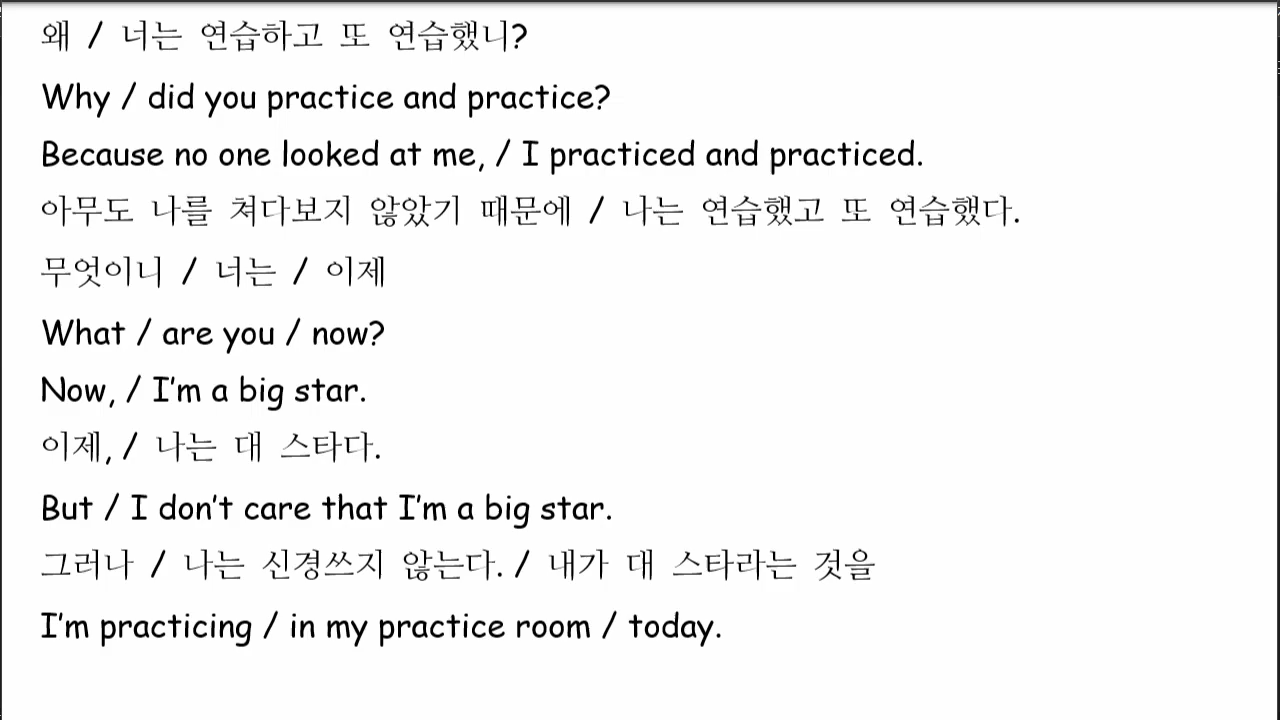 왜 / 너는 연습하고 또 연습했니?
Why / did you practice and practice?
Because no one looked at me, / I practiced and practiced.
아무도 나를 쳐다보지 않았기 때문에 / 나는 연습했고 또 연습했다.
무엇이니 / 너는 / 이제
What / are you / now?
Now, / I'm a big star.
이제, / 나는 대 스타다.
But / I don't care that I'm a big star.
그러나 / 나는 신경쓰지 않는다. / 내가 대 스타라는 것을
I'm practicing / in my practice room / today.